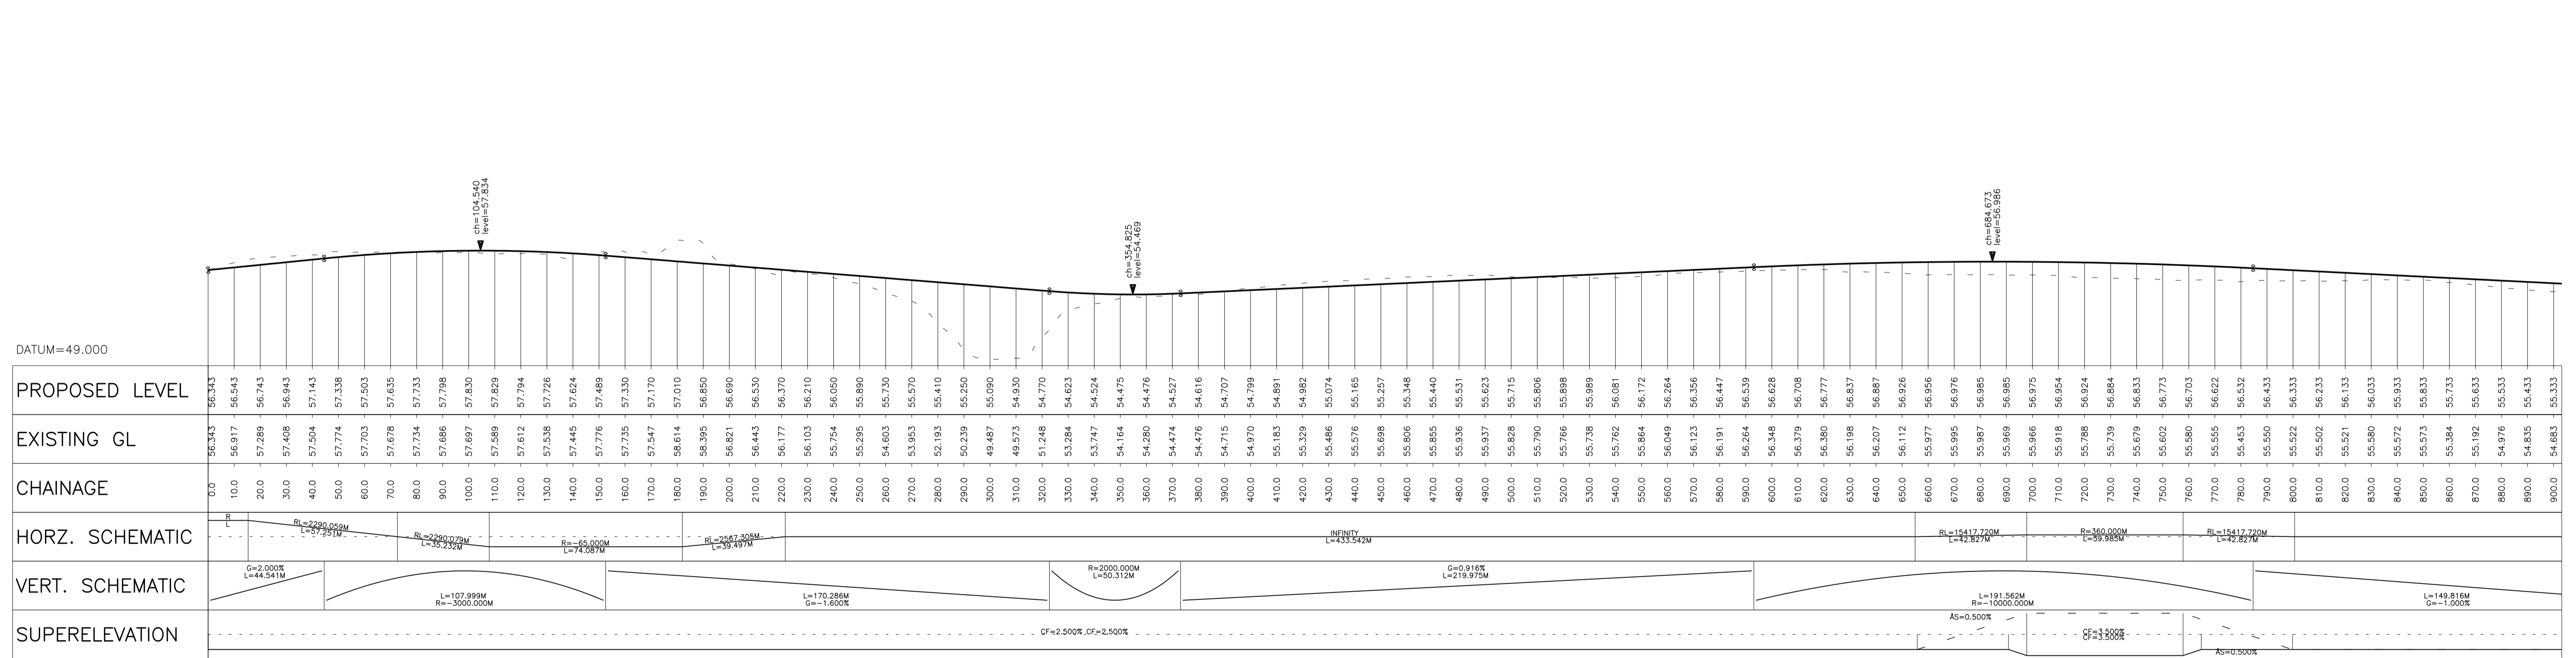 ch=104.540
level=57.834
ch=354.825
level=54.469
ch=684.673
level=56.986
DATUM=49.000
PROPOSED LEVEL 56.343 56.543 56.743 56.943 57.143 57.338 57.503 57.635 57.733 57.798 57.830 57.829 57.794 57.726 57.624 57.489 57.330 57.170 57.010 56.850 56.690 56.530 56.370 56.210 56.050 55.890 55.730 55.570 55.410 55.250 55.090 54.930 54.770 54.623 54.524 54.475 54.476 54.527 54.616 54.707 54.799 54.891 54.982 55.074 55.165 55.257 55.348 55.440 55.531 55.623 55.715 55.806 55.898 55.989 56.081 56.172 56.264 56.356 56.447 56.539 56.628 56.708 56.777 56.837 56.887 56.926 56.956 56.976 56.985 56.985 56.975 56.954 56.924 56.884 56.833 56.773 56.703 56.622 56.532 56.433 56.333 56.233 56.133 56.033 55.933 55.833 55.733 55.633 55.533 55.433 55.333
EXISTING GL 56.343 56.917 57.289 57.408 57.504 57.774 57.703 57.678 57.734 57.686 57.697 57.589 57.612 57.538 57.445 57.776 57.735 57.547 58.614 58.395 56.821 56.443 56.177 56.103 55.754 55.295 54.603 53.953 52.193 50.239 49.487 49.573 51.248 53.284 53.747 54.164 54.280 54.476 54.715 54.970 55.183 55.329 55.486 55.576 55.698 55.806 55.855 55.936 55.937 55.828 55.790 55.766 55.738 55.762 55.864 56.049 56.123 56.191 56.264 56.348 56.379 56.380 56.198 56.207 56.112 55.977 55.995 55.987 55.969 55.966 55.918 55.788 55.739 55.679 55.602 55.580 55.555 55.453 55.550 55.522 55.502 55.521 55.580 55.572 55.573 55.384 55.192 54.976 54.835 54.683
CHAINAGE 0.0 10.0 20.0 30.0 40.0 50.0 60.0 70.0 80.0 90.0 100.0 110.0 120.0 130.0 140.0 150.0 160.0 170.0 180.0 190.0 200.0 210.0 220.0 230.0 240.0 250.0 260.0 270.0 280.0 290.0 300.0 310.0 320.0 330.0 340.0 350.0 360.0 370.0 380.0 390.0 400.0 410.0 420.0 430.0 440.0 450.0 460.0 470.0 480.0 490.0 500.0 510.0 520.0 530.0 540.0 550.0 560.0 570.0 580.0 590.0 600.0 610.0 620.0 630.0 640.0 650.0 660.0 670.0 680.0 690.0 700.0 710.0 720.0 730.0 740.0 750.0 760.0 770.0 780.0 790.0 800.0 810.0 820.0 830.0 840.0 850.0 860.0 870.0 880.0 890.0 900.0
HORZ. SCHEMATIC
R
L
RL=2290.059M
L=57.251M
RL=2290.079M
L=35.232M
R=-65.000M
L=74.087M
RL=2567.305M
L=39.497M
INFINITY
L=433.542M
RL=15417.720M
L=42.827M
R=360.000M
L=59.985M
RL=15417.720M
L=42.827M
VERT. SCHEMATIC
G=2.000%
L=44.541M
L=107.999M
R=-3000.000M
L=170.286M
G=-1.600%
R=2000.000M
L=50.312M
G=0.916%
L=219.975M
L=191.562M
R=-10000.000M
L=149.816M
G=-1.000%
SUPERELEVATION
CF=2.500% CF=2.500%
ÅS=0.500%
CF=3.500%
CF=3.500%
ÅS=0.500%